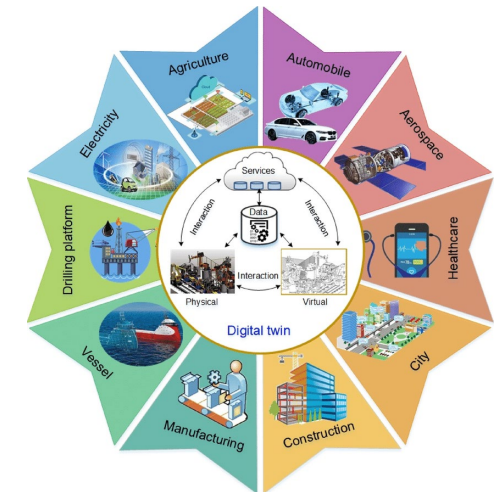 Agriculture
Automobile
Aerospace
Healthcare
City
Construction
Manufacturing
Vessel
Drilling platform
Electricity
Services
Interaction
Interaction
Data
Interaction
Physical
Virtual
Digital twin